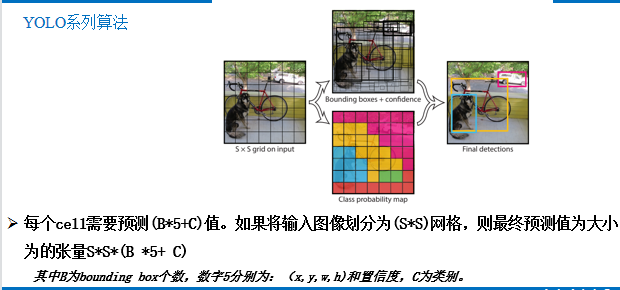 YOLO系列算法
Bounding boxes + confidence
S × S grid on input
Final detections
Class probability map
➢ 每个cell需要预测(B*5+C)值。如果将输入图像划分为(S*S)网格，则最终预测值为大小
为的张量S*S*(B *5+ C)
其中B为bounding box个数，数字5分别为：（x,y,w,h)和置信度，C为类别。